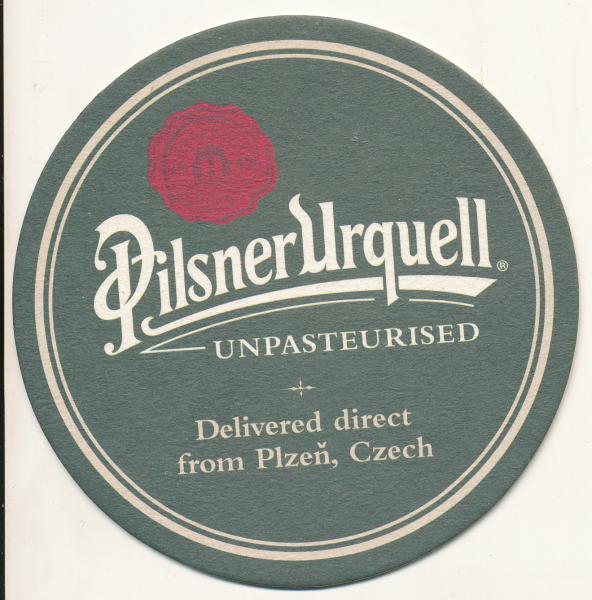 Pilsner Urquell®
UNPASTEURISED
Delivered direct
from Plzeň, Czech